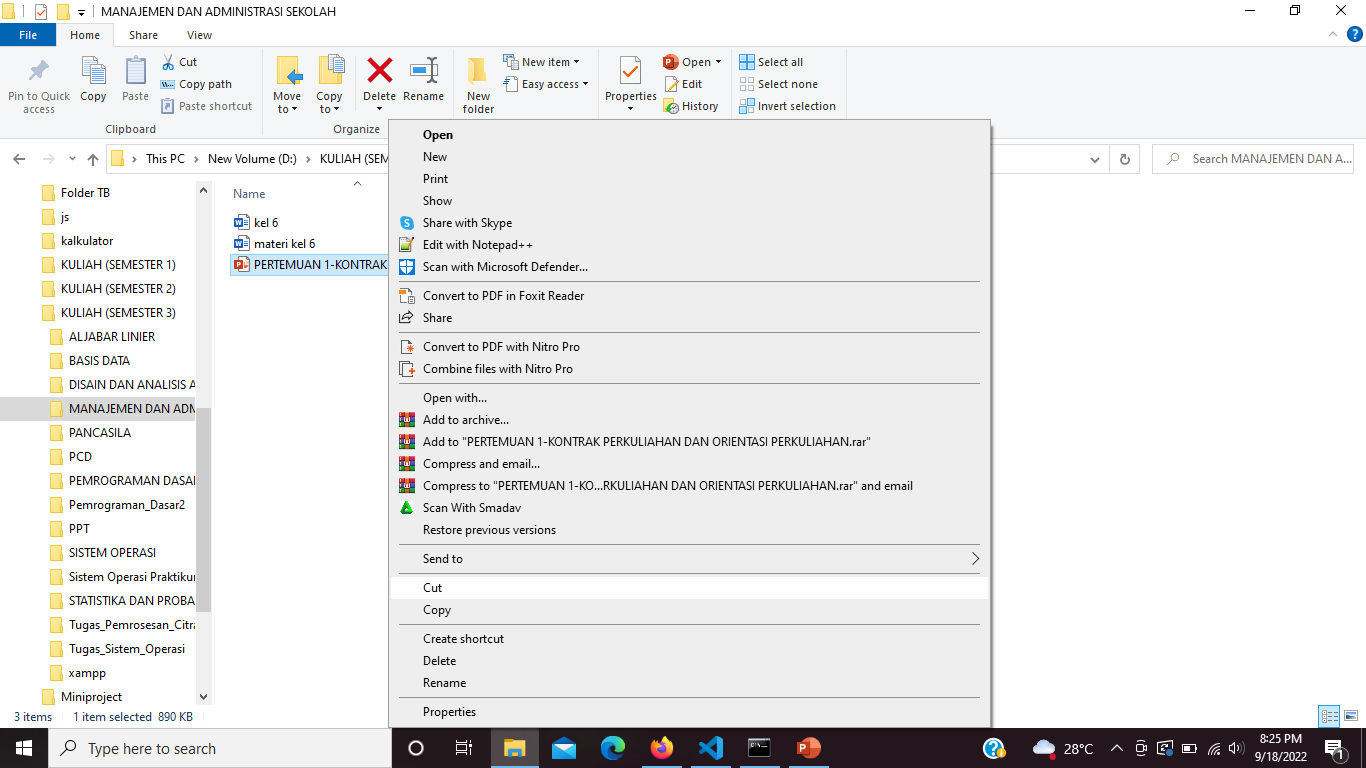 MANAJEMEN DAN ADMINISTRASI SEKOLAH
File Home Share View
Pin to Quick access
Copy
Paste
Cut
Copy path
Paste shortcut
Clipboard
Move to
Copy to
Delete
Rename
Organize
New folder
New item
Easy access
Properties
Open
Edit
History
Select all
Select none
Invert selection
This PC > New Volume (D:) > KULIAH (SEM
Search MANAJEMEN DAN A...
Folder TB
js
kalkulator
KULIAH (SEMESTER 1)
KULIAH (SEMESTER 2)
KULIAH (SEMESTER 3)
ALJABAR LINIER
BASIS DATA
DISAIN DAN ANALISIS A
MANAJEMEN DAN ADM
PANCASILA
PCD
PEMROGRAMAN DASAI
Pemrograman_Dasar2
PPT
SISTEM OPERASI
Sistem Operasi Praktikur
STATISTIKA DAN PROBA
Tugas_Pemrosesan_Citra
Tugas_Sistem_Operasi
xampp
Miniproject
Name
kel 6
materi kel 6
PERTEMUAN 1-KONTRAK
Open
New
Print
Show
Share with Skype
Edit with Notepad++
Scan with Microsoft Defender...
Convert to PDF in Foxit Reader
Share
Convert to PDF with Nitro Pro
Combine files with Nitro Pro
Open with...
Add to archive...
Add to "PERTEMUAN 1-KONTRAK PERKULIAHAN DAN ORIENTASI PERKULIAHAN.rar"
Compress and email...
Compress to "PERTEMUAN 1-KO...RKULIAHAN DAN ORIENTASI PERKULIAHAN.rar" and email
Scan With Smadav
Restore previous versions
Send to
Cut
Copy
Create shortcut
Delete
Rename
Properties
3 items 1 item selected 890 KB
Type here to search
28°C
8:25 PM
9/18/2022
1